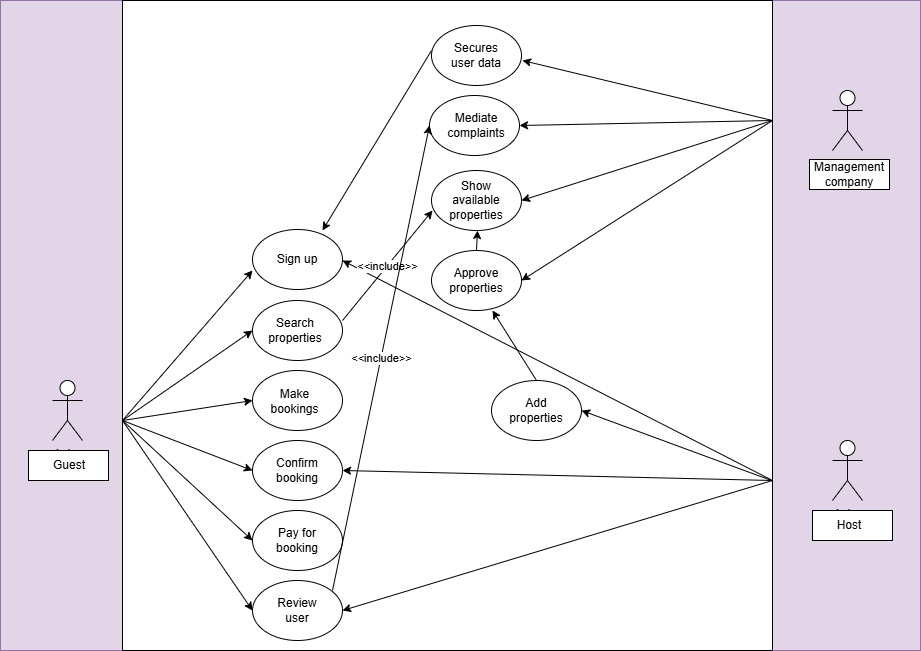 Secures
user data
Mediate
complaints
Management
company
Show
available
properties
Sign up
<<include>>
Approve
properties
Search
properties
<<include>>
Make
bookings
Add
properties
Guest
Confirm
booking
Host
Pay for
booking
Review
user